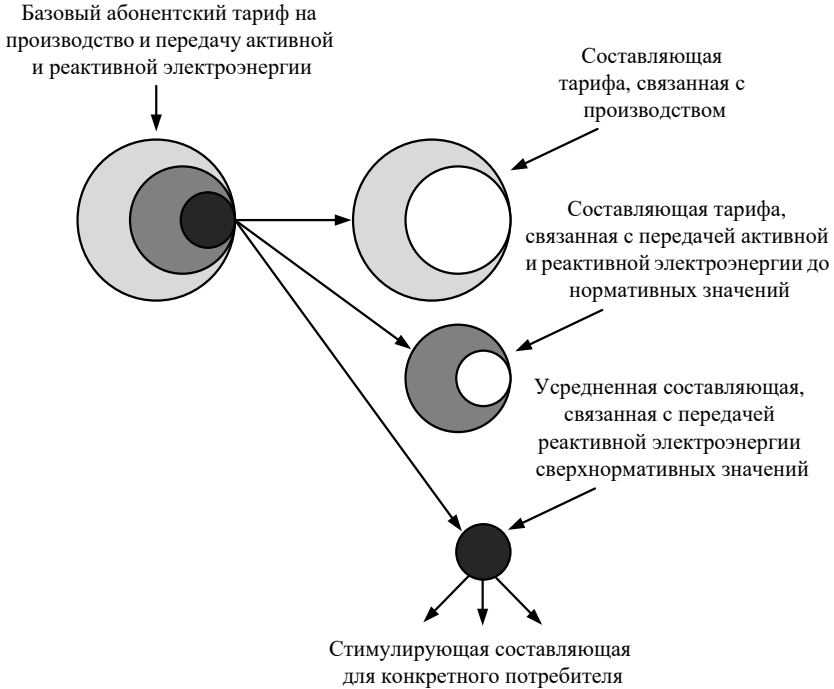 Базовый абонентский тариф на
производство и передачу активной
и реактивной электроэнергии
Составляющая
тарифа, связанная с
производством
Составляющая тарифа,
связанная с передачей активной
и реактивной электроэнергии до
нормативных значений
Усредненная составляющая,
связанная с передачей
реактивной электроэнергии
сверхнормативных значений
Стимулирующая составляющая
для конкретного потребителя